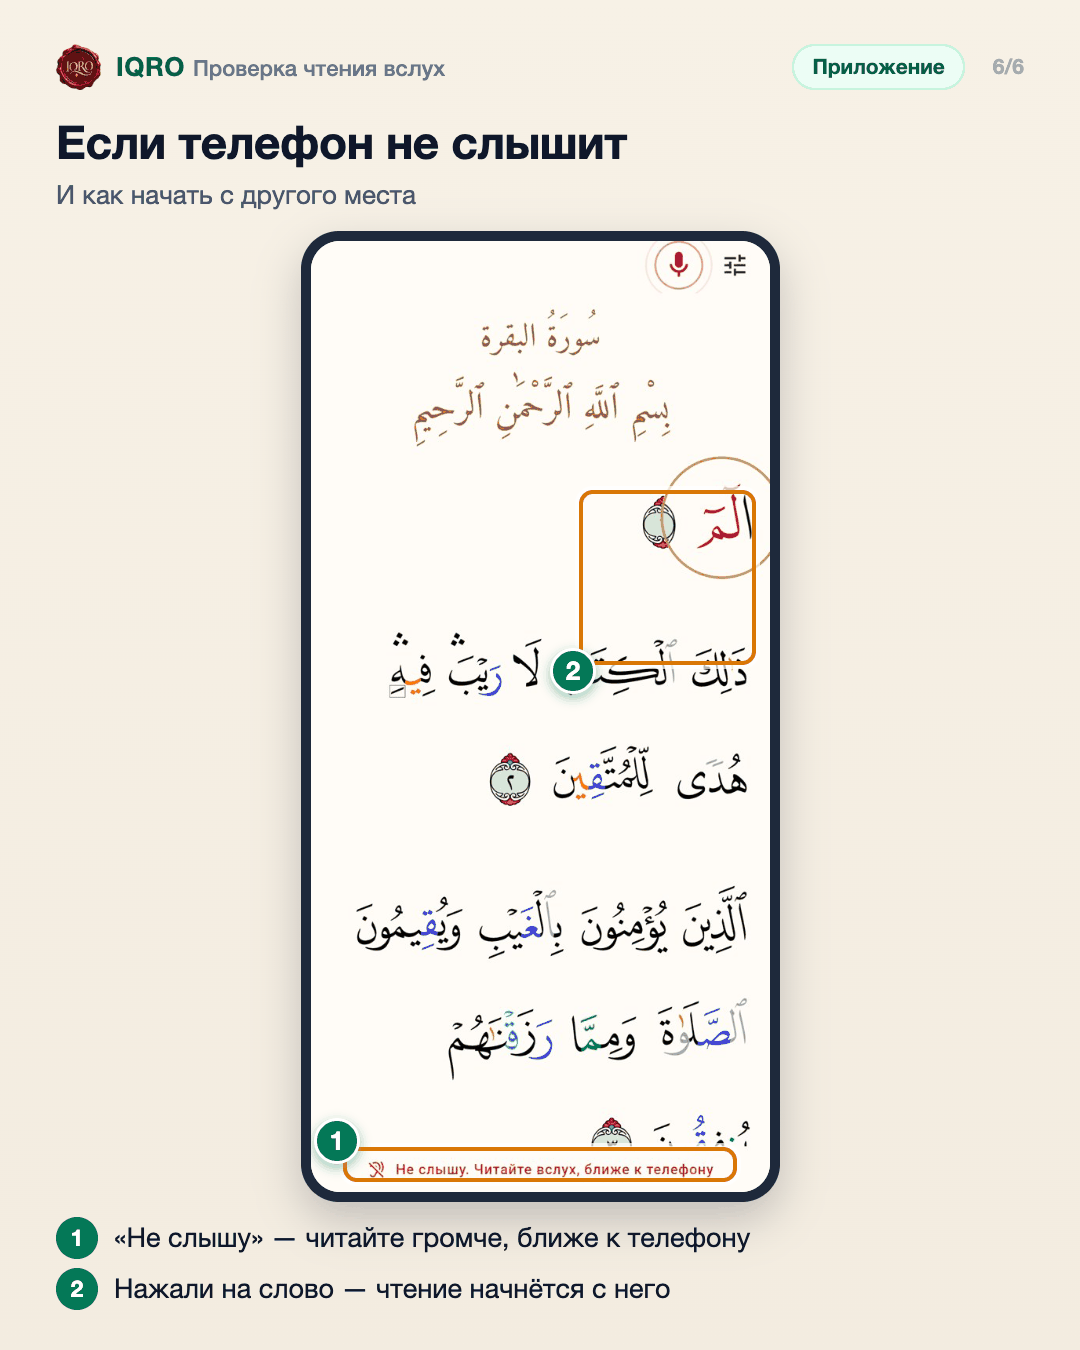 IQRO Проверка чтения вслух
Приложение 6/6
Если телефон не слышит
И как начать с другого места
سُورَةُ البقرة
بِسْمِ ٱللَّهِ ٱلرَّحْمَٰنِ ٱلرَّحِيمِ
الٓمٓ
ذَٰلِكَ ٱلْكِتَ 2 لَا رَيْبَ ۛ فِيهِ ۛ
هُدًى لِّلْمُتَّقِينَ ٢
ٱلَّذِينَ يُؤْمِنُونَ بِٱلْغَيْبِ وَيُقِيمُونَ
ٱلصَّلَوٰةَ وَمِمَّا رَزَقْنَٰهُمْ
1 Не слышу. Читайте вслух, ближе к телефону
1 «Не слышу» — читайте громче, ближе к телефону
2 Нажали на слово — чтение начнётся с него